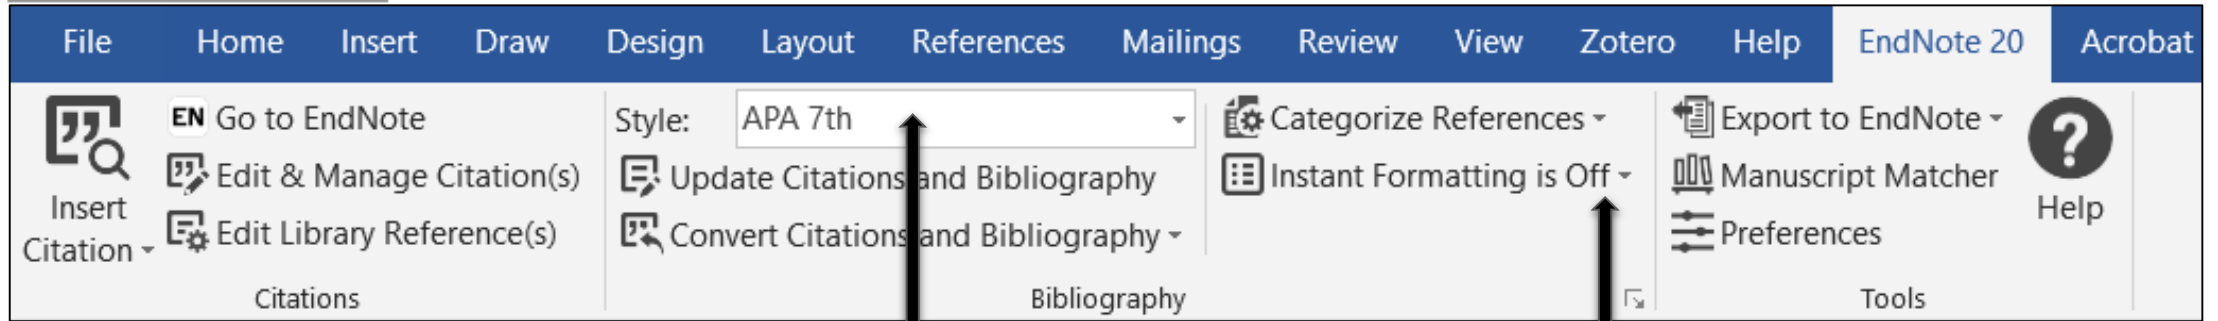 File Home Insert Draw Design Layout References Mailings Review View Zotero Help EndNote 20 Acrobat
Insert
Citation
EN Go to EndNote
Edit & Manage Citation(s)
Edit Library Reference(s)
Citations
Style: APA 7th
Update Citations and Bibliography
Convert Citations and Bibliography
Categorize References
Instant Formatting is Off
Bibliography
Export to EndNote
Manuscript Matcher
Preferences
Help
Tools